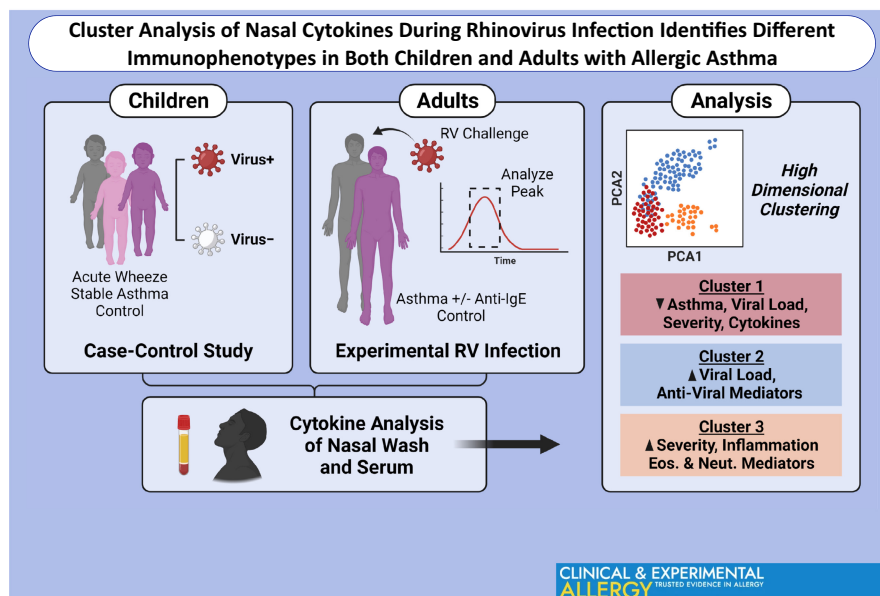 Cluster Analysis of Nasal Cytokines During Rhinovirus Infection Identifies Different
Immunophenotypes in Both Children and Adults with Allergic Asthma
Children
Virus+
Virus–
Acute Wheeze
Stable Asthma
Control
Case-Control Study
Adults
RV Challenge
Analyze
Peak
Time
Asthma +/- Anti-IgE
Control
Experimental RV Infection
Cytokine Analysis
of Nasal Wash
and Serum
Analysis
PCA2
PCA1
High
Dimensional
Clustering
Cluster 1
▼ Asthma, Viral Load,
Severity, Cytokines
Cluster 2
▲ Viral Load,
Anti-Viral Mediators
Cluster 3
▲ Severity, Inflammation
Eos. & Neut. Mediators
CLINICAL & EXPERIMENTAL
ALLERGY TRUSTED EVIDENCE IN ALLERGY